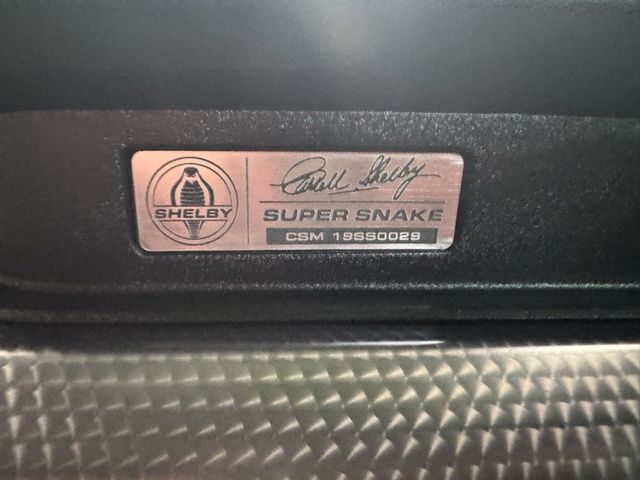 SHELBY
Carroll Shelby
SUPER SNAKE
CSM 19SS0029